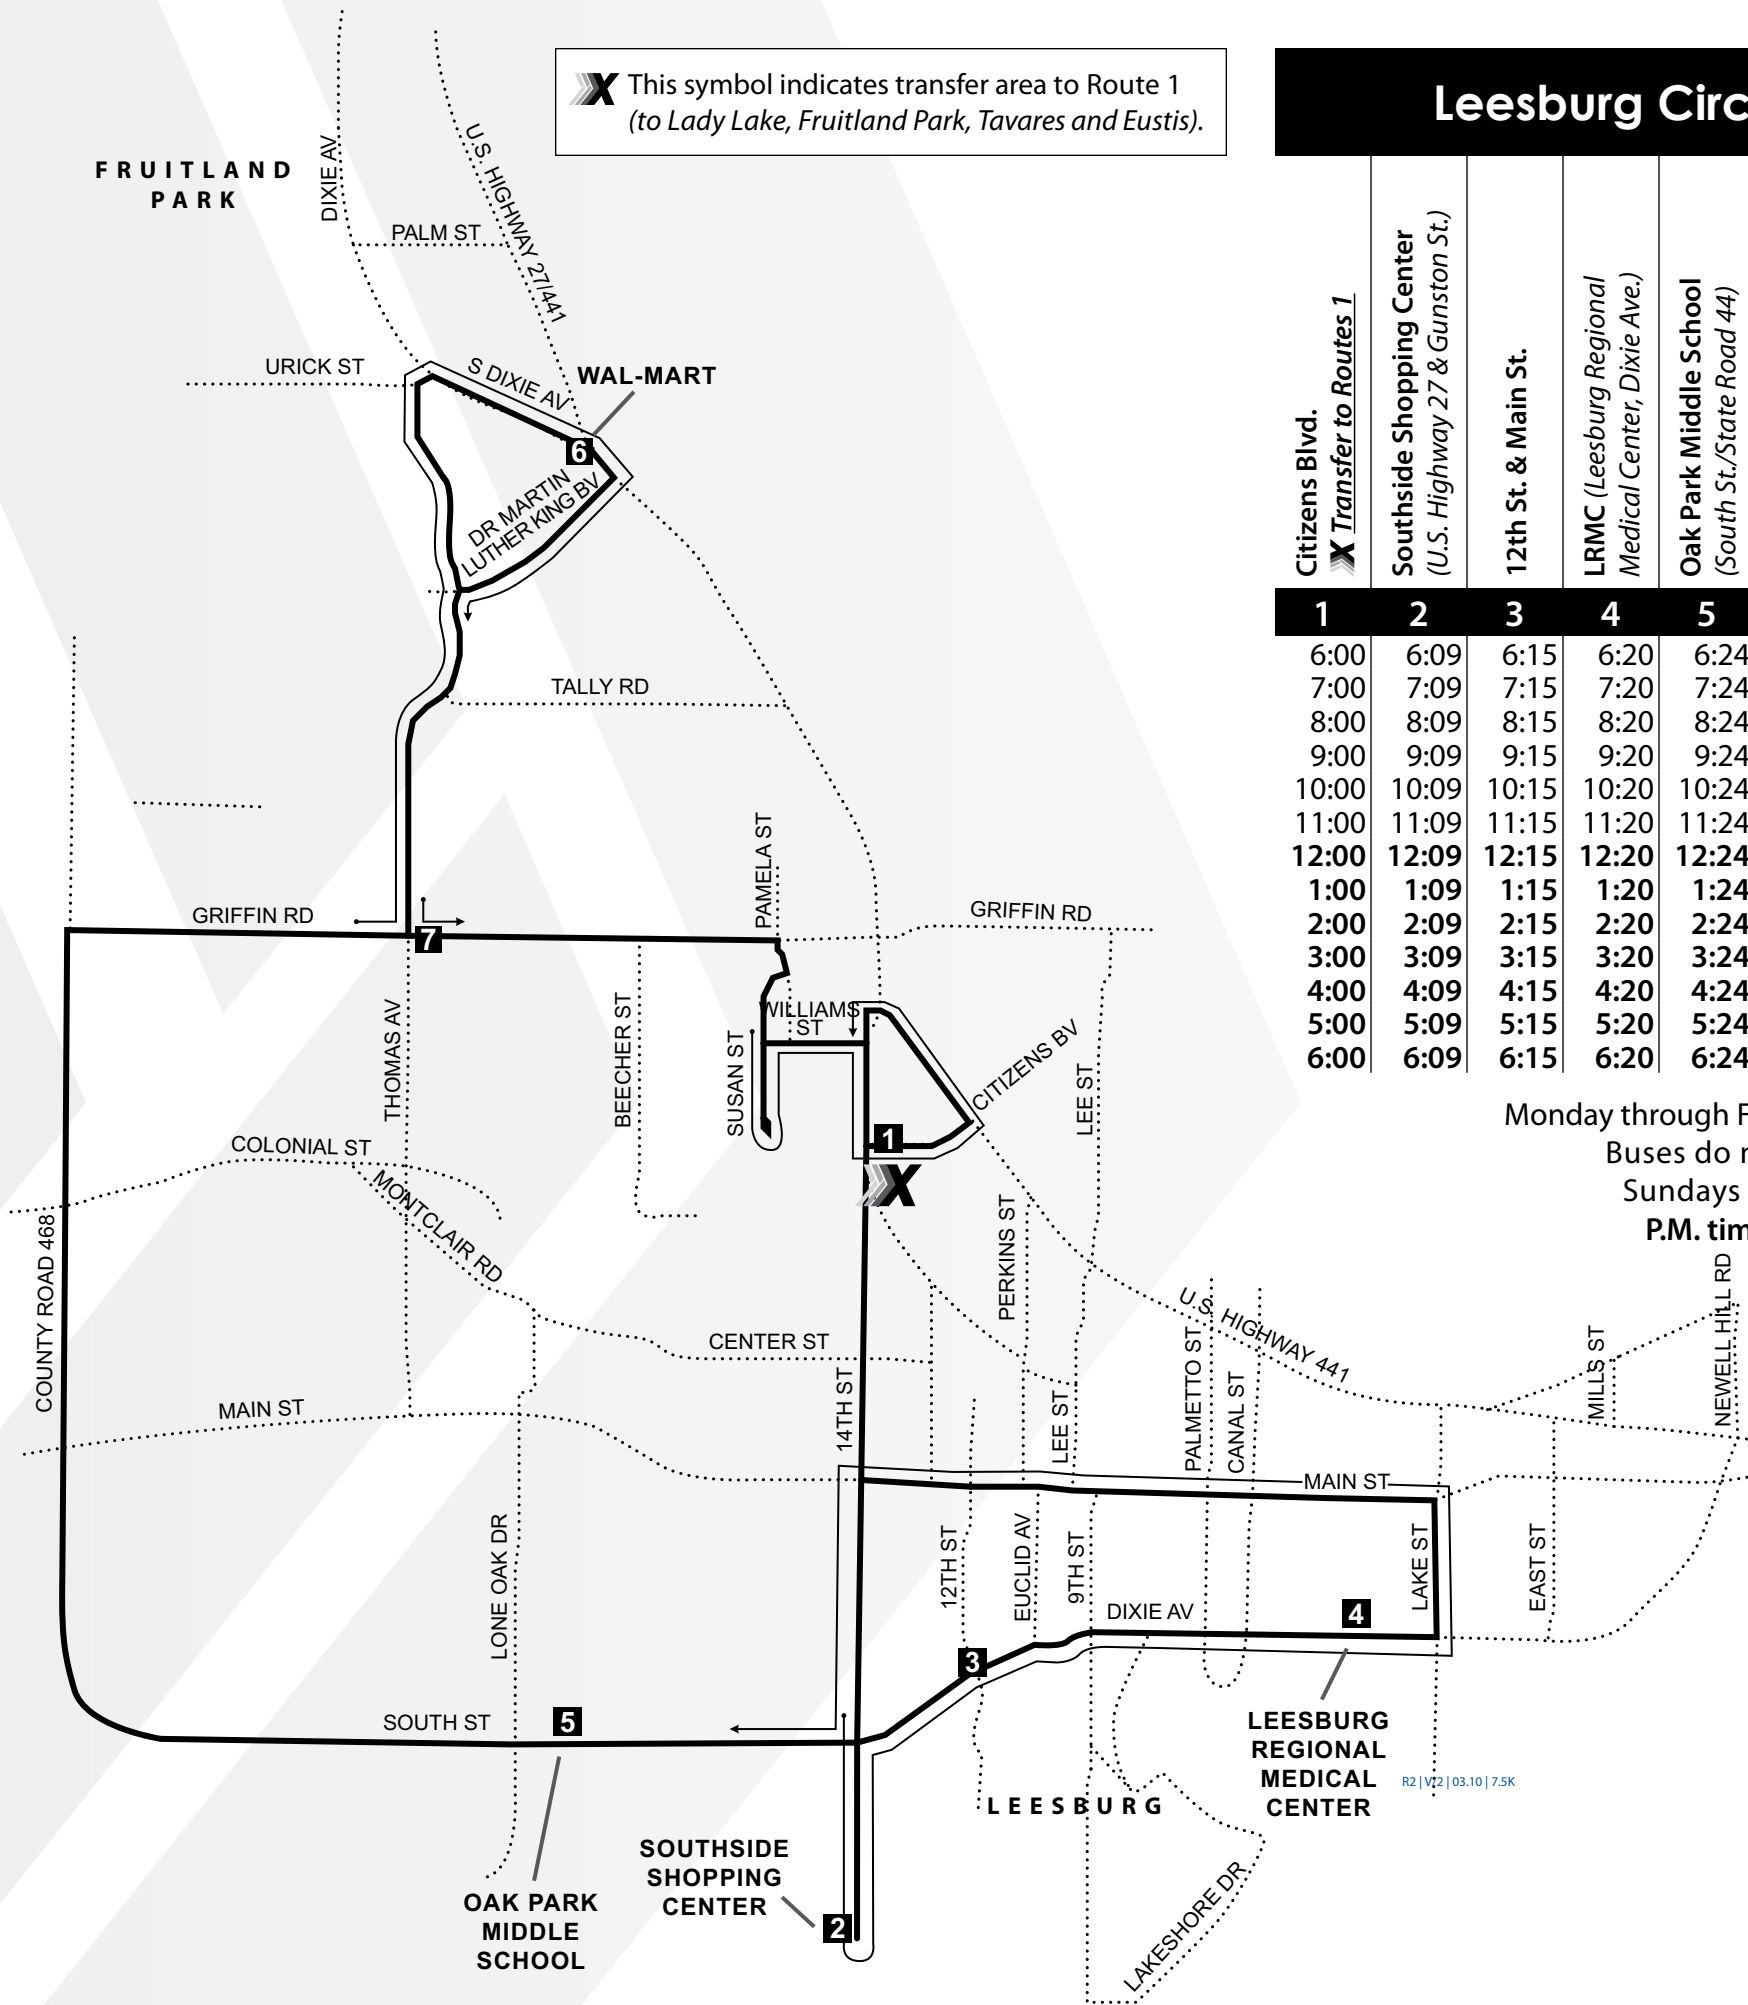 X This symbol indicates transfer area to Route 1
(to Lady Lake, Fruitland Park, Tavares and Eustis).
FRUITLAND
PARK
DIXIE AV
U.S. HIGHWAY 27/441
PALM ST
URICK ST
S DIXIE AV
WAL-MART
6
DR MARTIN
LUTHER KING BV
TALLY RD
PAMELA ST
GRIFFIN RD
GRIFFIN RD
7
THOMAS AV
BEECHER ST
SUSAN ST
WILLIAMS
ST
CITIZENS BV
LEE ST
1
X
COLONIAL ST
MONTCLAIR RD
COUNTY ROAD 468
PERKINS ST
CENTER ST
U.S. HIGHWAY 441
MAIN ST
14TH ST
LEE ST
PALMETTO ST
CANAL ST
MILLS ST
NEWELL HILL RD
MAIN ST
LONE OAK DR
12TH ST
EUCLID AV
9TH ST
LAKE ST
EAST ST
DIXIE AV
4
3
SOUTH ST
5
LEESBURG
REGIONAL
MEDICAL
CENTER
R2 | V72 | 03.10 | 7.5K
LEESBURG
SOUTHSIDE
SHOPPING
CENTER
2
OAK PARK
MIDDLE
SCHOOL
LAKESHORE DR
Leesburg Circ
Citizens Blvd.
X Transfer to Routes 1
Southside Shopping Center
(U.S. Highway 27 & Gunston St.)
12th St. & Main St.
LRMC (Leesburg Regional
Medical Center, Dixie Ave.)
Oak Park Middle School
(South St./State Road 44)
1 2 3 4 5
6:00 6:09 6:15 6:20 6:24
7:00 7:09 7:15 7:20 7:24
8:00 8:09 8:15 8:20 8:24
9:00 9:09 9:15 9:20 9:24
10:00 10:09 10:15 10:20 10:24
11:00 11:09 11:15 11:20 11:24
12:00 12:09 12:15 12:20 12:24
1:00 1:09 1:15 1:20 1:24
2:00 2:09 2:15 2:20 2:24
3:00 3:09 3:15 3:20 3:24
4:00 4:09 4:15 4:20 4:24
5:00 5:09 5:15 5:20 5:24
6:00 6:09 6:15 6:20 6:24
Monday through F
Buses do
Sundays
P.M. tim